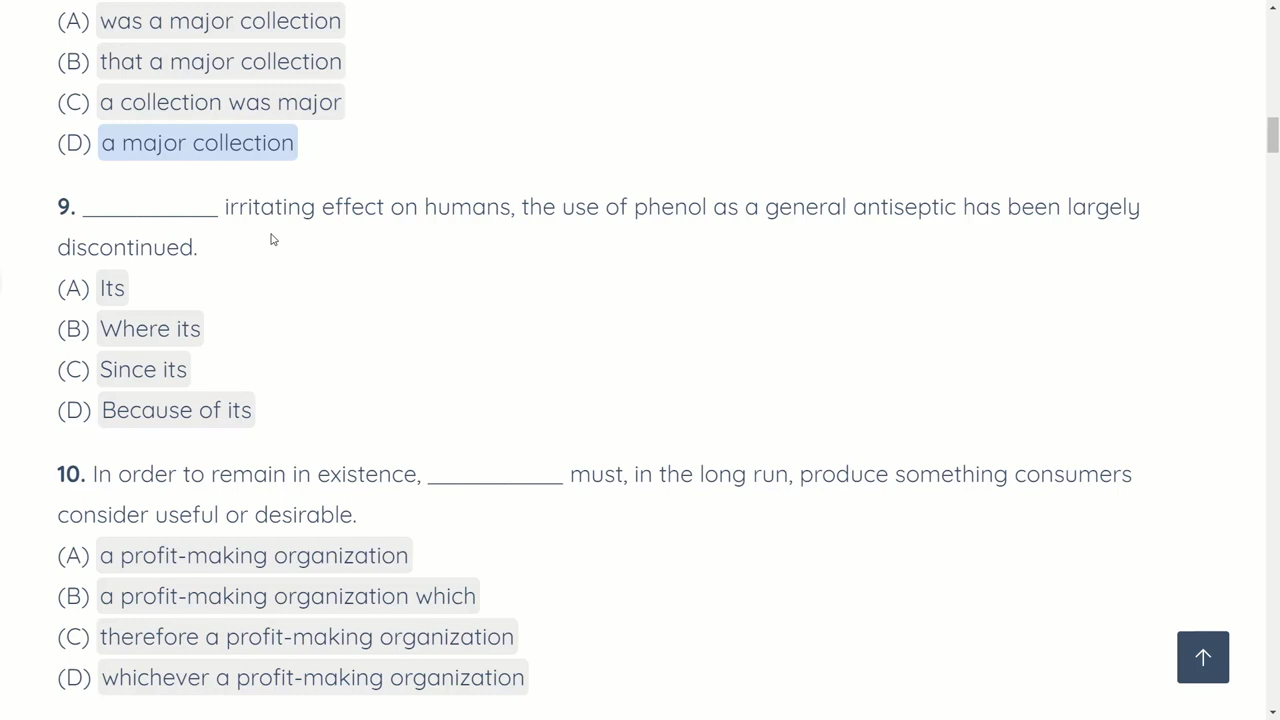 (A) was a major collection
(B) that a major collection
(C) a collection was major
(D) a major collection
9. ___________ irritating effect on humans, the use of phenol as a general antiseptic has been largely
discontinued.
(A) Its
(B) Where its
(C) Since its
(D) Because of its
10. In order to remain in existence, ___________ must, in the long run, produce something consumers
consider useful or desirable.
(A) a profit-making organization
(B) a profit-making organization which
(C) therefore a profit-making organization
(D) whichever a profit-making organization